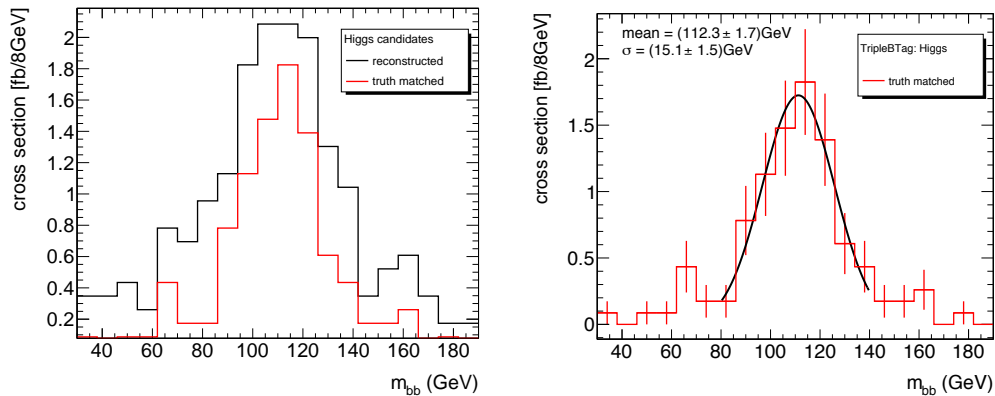 cross section [fb/8GeV]
2
1.8
1.6
1.4
1.2
1
0.8
0.6
0.4
0.2
40 60 80 100 120 140 160 180
m_bb (GeV)
Higgs candidates
reconstructed
truth matched
cross section [fb/8GeV]
2
1.5
1
0.5
0
40 60 80 100 120 140 160 180
m_bb (GeV)
mean = (112.3 ± 1.7)GeV
σ = (15.1 ± 1.5)GeV
TripleBTag: Higgs
truth matched